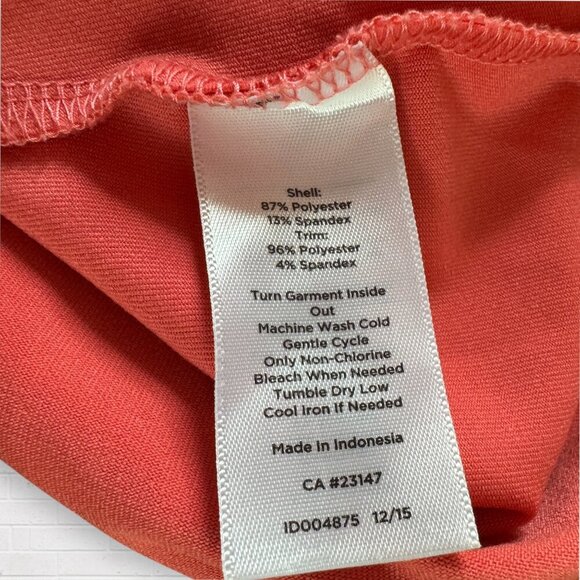 Shell:
87% Polyester
13% Spandex
Trim:
96% Polyester
4% Spandex
Turn Garment Inside
Out
Machine Wash Cold
Gentle Cycle
Only Non-Chlorine
Bleach When Needed
Tumble Dry Low
Cool Iron If Needed
Made in Indonesia
CA #23147
ID004875 12/15